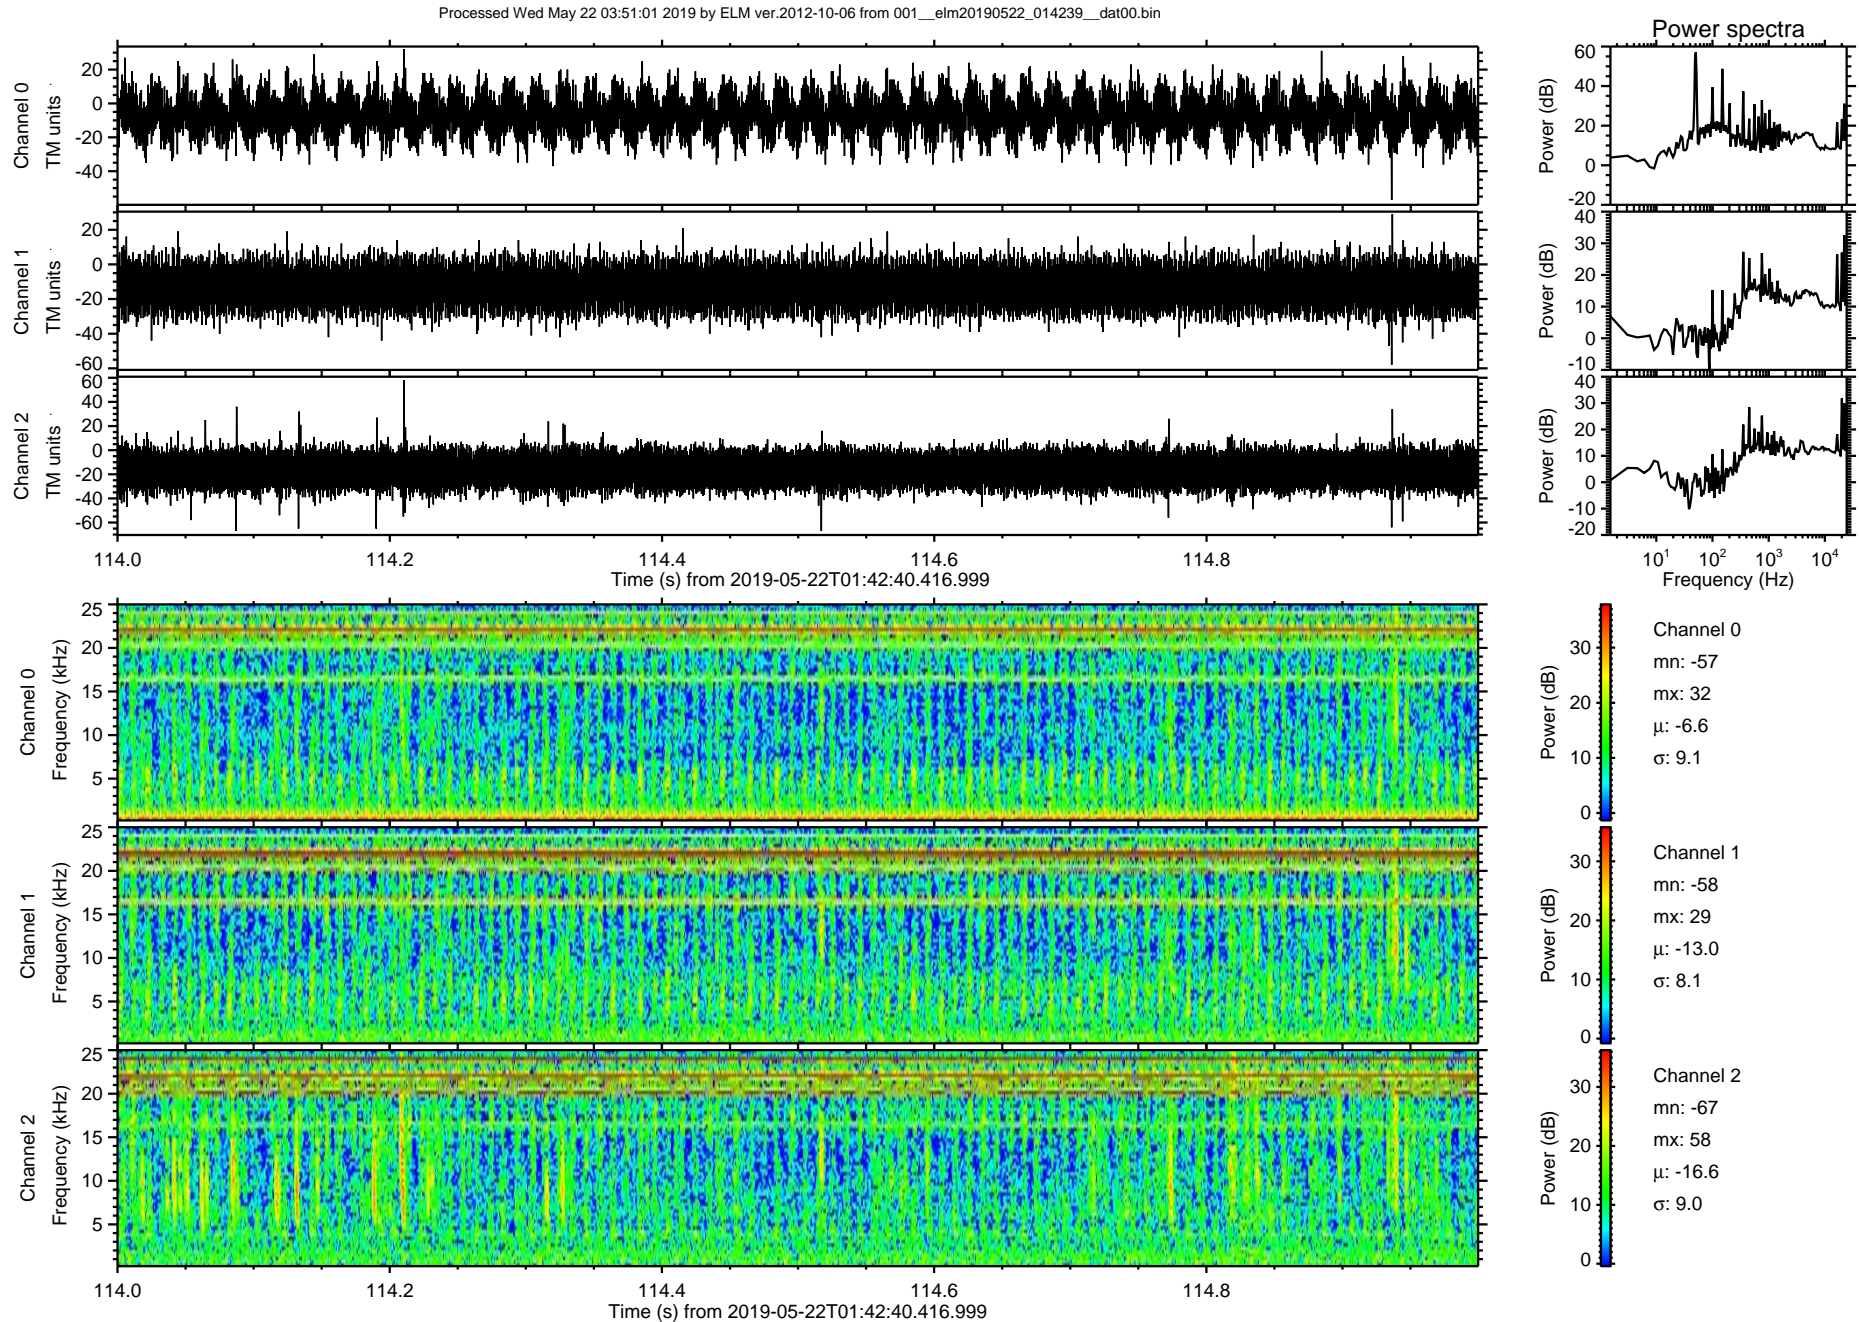 Processed Wed May 22 03:51:01 2019 by ELM ver.2012-10-06 from 001__elm20190522_014239__dat00.bin
Power spectra
Channel 0
TM units
20
0
-20
-40
Power (dB)
60
40
20
0
-20
Channel 1
TM units
20
0
-20
-40
-60
Power (dB)
40
30
20
10
0
-10
Channel 2
TM units
60
40
20
0
-20
-40
-60
Power (dB)
40
30
20
10
0
-10
-20
114.0 114.2 114.4 114.6 114.8
Time (s) from 2019-05-22T01:42:40.416.999
10¹ 10² 10³ 10⁴
Frequency (Hz)
Channel 0
Frequency (kHz)
25
20
15
10
5
Power (dB)
30
20
10
0
Channel 0
mn: -57
mx: 32
μ: -6.6
σ: 9.1
Channel 1
Frequency (kHz)
25
20
15
10
5
Power (dB)
30
20
10
0
Channel 1
mn: -58
mx: 29
μ: -13.0
σ: 8.1
Channel 2
Frequency (kHz)
25
20
15
10
5
Power (dB)
30
20
10
0
Channel 2
mn: -67
mx: 58
μ: -16.6
σ: 9.0
114.0 114.2 114.4 114.6 114.8
Time (s) from 2019-05-22T01:42:40.416.999